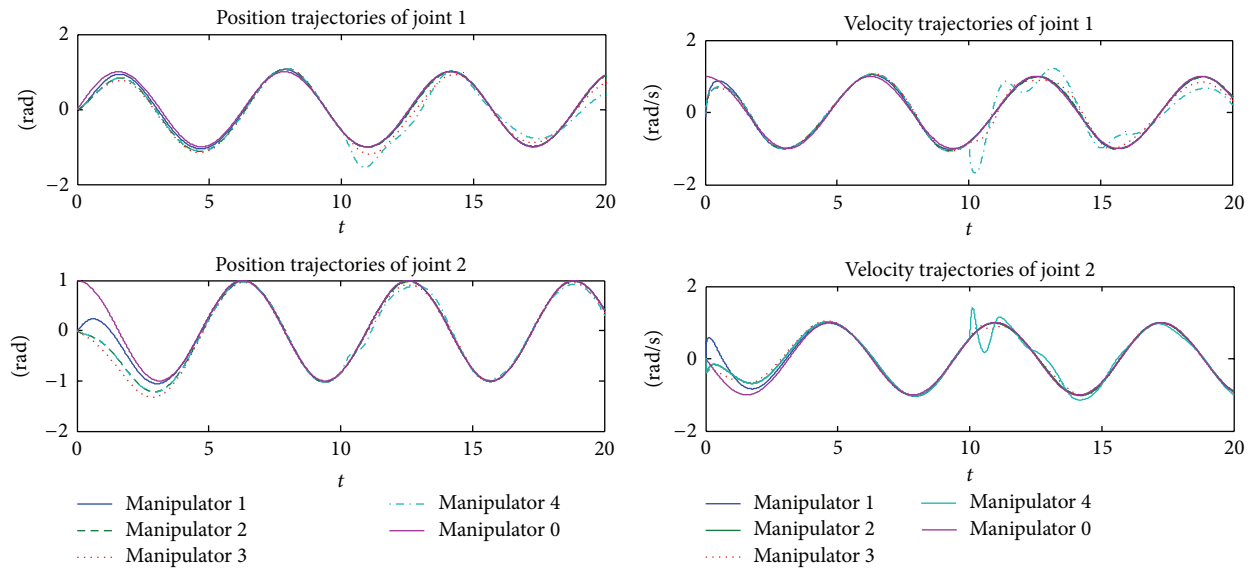 Position trajectories of joint 1
2
0
−2
(rad)
0 5 10 15 20
t
Velocity trajectories of joint 1
2
0
−2
(rad/s)
0 5 10 15 20
t
Position trajectories of joint 2
1
0
−1
−2
(rad)
0 5 10 15 20
t
Velocity trajectories of joint 2
2
0
−2
(rad/s)
0 5 10 15 20
t
Manipulator 1
Manipulator 2
Manipulator 3
Manipulator 4
Manipulator 0
Manipulator 1
Manipulator 2
Manipulator 3
Manipulator 4
Manipulator 0